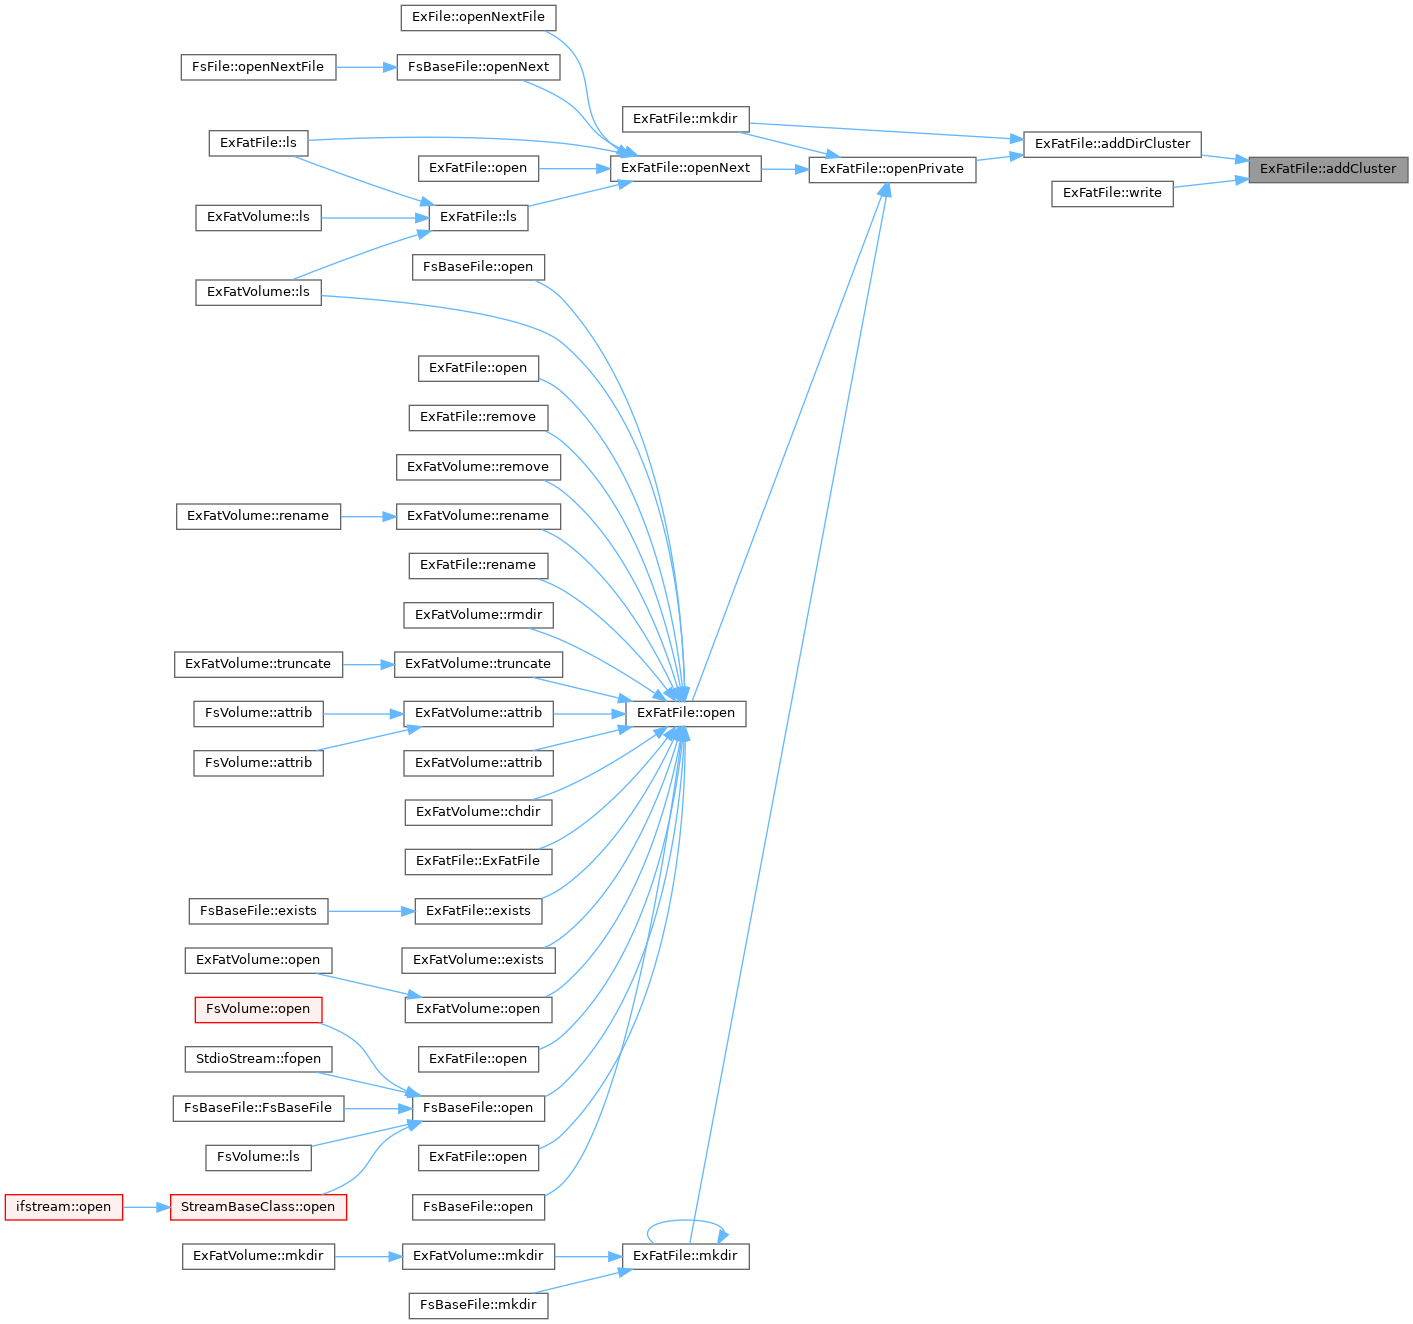 ExFile::openNextFile
FsFile::openNextFile
FsBaseFile::openNext
ExFatFile::mkdir
ExFatFile::ls
ExFatFile::addDirCluster
ExFatFile::open
ExFatFile::openNext
ExFatFile::openPrivate
ExFatFile::addCluster
ExFatFile::write
ExFatVolume::ls
ExFatFile::ls
FsBaseFile::open
ExFatVolume::ls
ExFatFile::open
ExFatFile::remove
ExFatVolume::remove
ExFatVolume::rename
ExFatVolume::rename
ExFatFile::rename
ExFatVolume::rmdir
ExFatVolume::truncate
ExFatVolume::truncate
FsVolume::attrib
ExFatVolume::attrib
ExFatFile::open
FsVolume::attrib
ExFatVolume::attrib
ExFatVolume::chdir
ExFatFile::ExFatFile
FsBaseFile::exists
ExFatFile::exists
ExFatVolume::open
ExFatVolume::exists
FsVolume::open
ExFatVolume::open
StdioStream::fopen
ExFatFile::open
FsBaseFile::FsBaseFile
FsBaseFile::open
FsVolume::ls
ExFatFile::open
ifstream::open
StreamBaseClass::open
FsBaseFile::open
ExFatVolume::mkdir
ExFatVolume::mkdir
ExFatFile::mkdir
FsBaseFile::mkdir